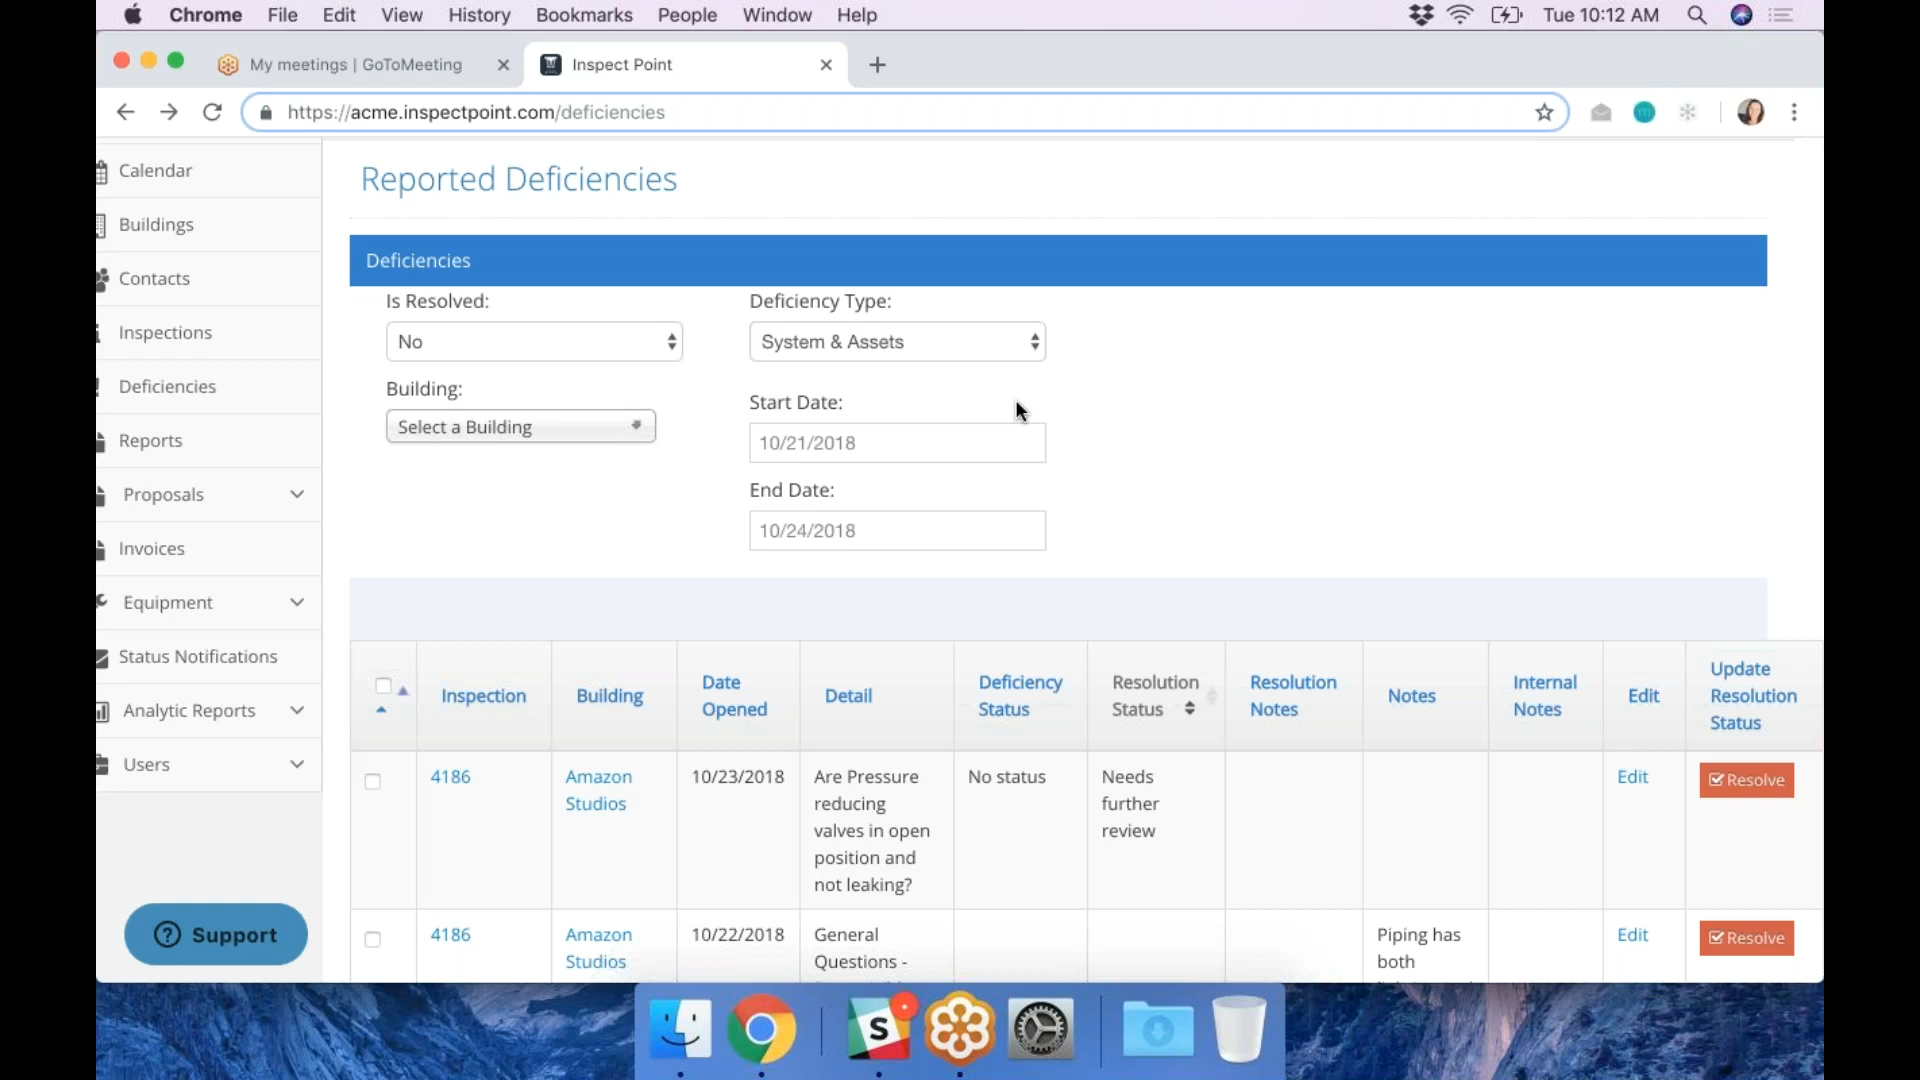 Chrome File Edit View History Bookmarks People Window Help Tue 10:12 AM
My meetings | GoToMeeting Inspect Point
https://acme.inspectpoint.com/deficiencies
Calendar
Buildings
Contacts
Inspections
Deficiencies
Reports
Proposals
Invoices
Equipment
Status Notifications
Analytic Reports
Users
Support
Reported Deficiencies
Deficiencies
Is Resolved:
No
Building:
Select a Building
Deficiency Type:
System & Assets
Start Date:
10/21/2018
End Date:
10/24/2018
Inspection
Building
Date
Opened
Detail
Deficiency
Status
Resolution
Status
Resolution
Notes
Notes
Internal
Notes
Edit
Update
Resolution
Status
4186
Amazon
Studios
10/23/2018
Are Pressure
reducing
valves in open
position and
not leaking?
No status
Needs
further
review
Edit
Resolve
4186
Amazon
Studios
10/22/2018
General
Questions -
Piping has
both
Edit
Resolve
S